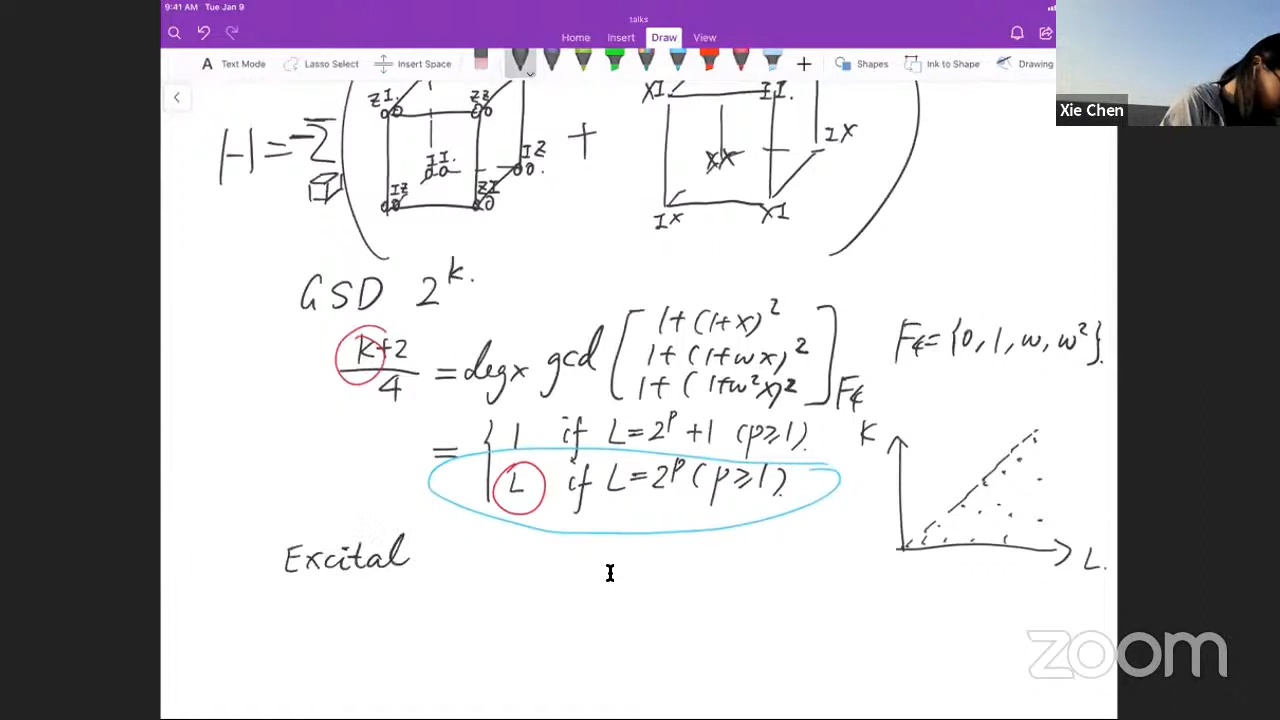 9:41 AM Tue Jan 9
talks
Home Insert Draw View
Text Mode Lasso Select Insert Space Shapes Ink to Shape Drawing
Xie Chen
ZI ZZ XI II.
H = -Σ ( II. IZ + XX IX )
IZ ZI IX XI
GSD 2^k.
k+2/4 = deg x gcd [ 1+(1+x)^2
1+(1+wx)^2
1+(1+w^2x)^2 ] F4
F4 = {0, 1, w, w^2}.
= { 1 if L=2^p+1 (p≥1).
L if L=2^p (p≥1).
K
L.
Excital
zoom